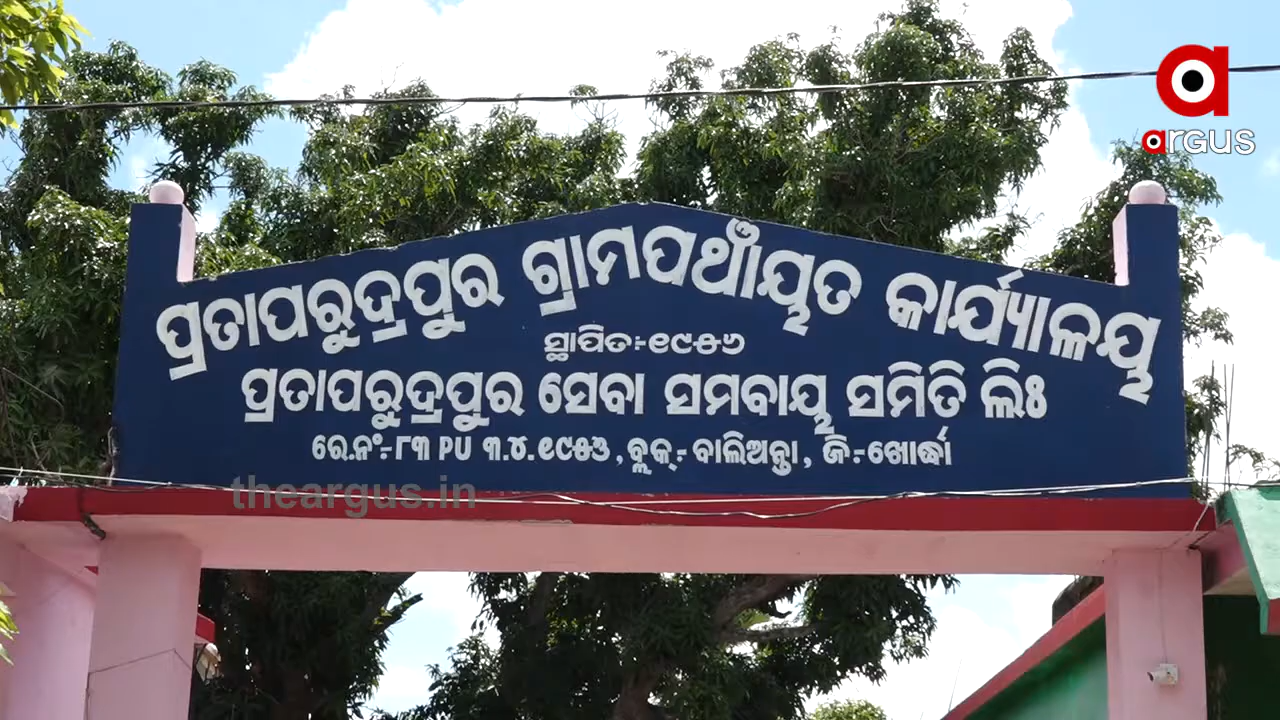 argus
ପ୍ରତାପରୁଦ୍ରପୁର ଗ୍ରାମପଞ୍ଚାୟତ କାର୍ଯ୍ୟାଳୟ
ସ୍ଥାପିତ:-୧୯୫୬
ପ୍ରତାପରୁଦ୍ରପୁର ସେବା ସମବାୟ ସମିତି ଲିଃ
ରେ.ନଂ:-୮୩ PU ୩.୪.୧୯୫୬, ବ୍ଲକ୍:- ବାଲିଅନ୍ତା, ଜି:-ଖୋର୍ଦ୍ଧା
theargus.in